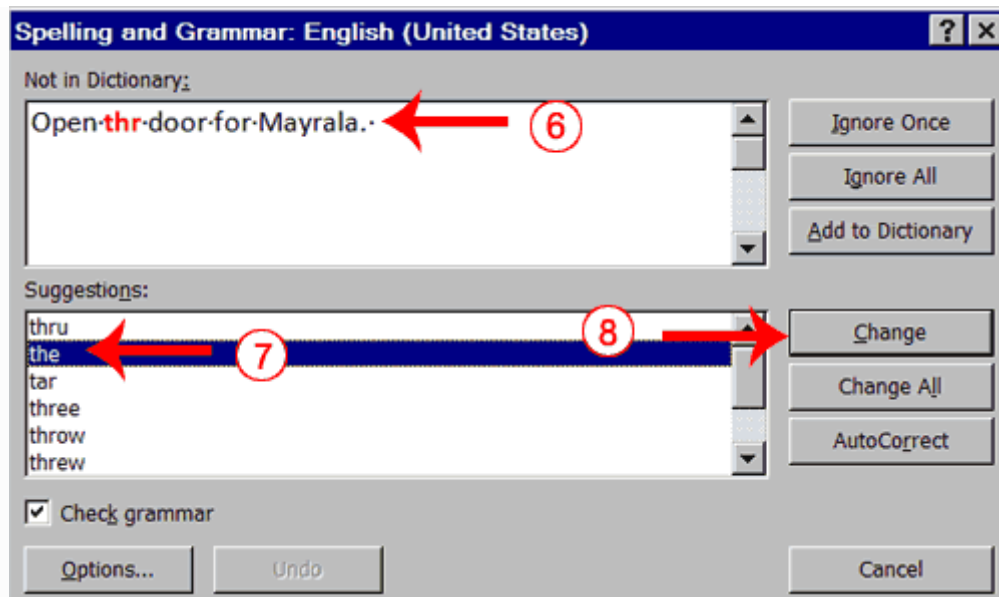 Spelling and Grammar: English (United States)
Not in Dictionary:
Open·thr·door·for·Mayrala.·
6
Ignore Once
Ignore All
Add to Dictionary
Suggestions:
thru
the
tar
three
throw
threw
7
8
Change
Change All
AutoCorrect
Check grammar
Options...
Undo
Cancel